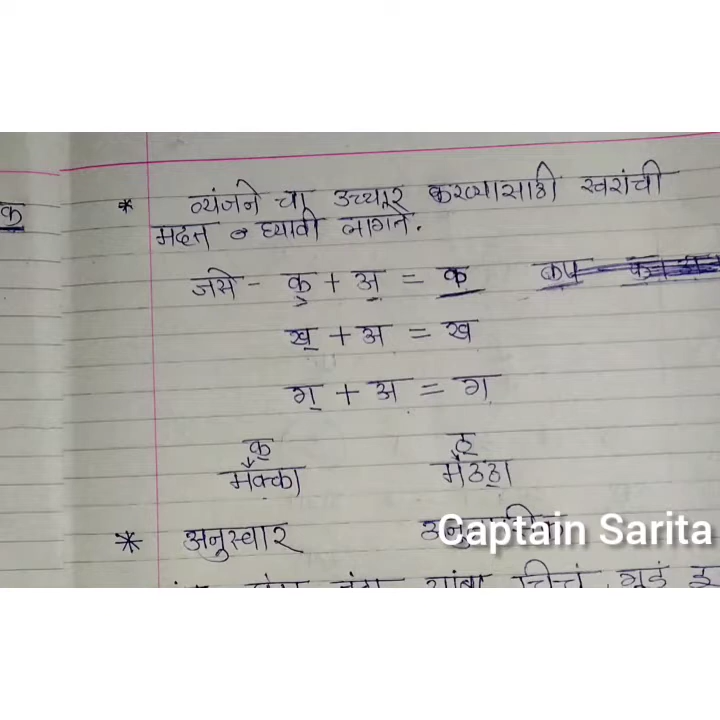 क
* व्यंजने चा उच्चार करण्यासाठी स्वरांची
मदत घ्यावी लागते.
जसे - क् + अ = क
ख् + अ = ख
ग् + अ = ग
क्
मक्का
मठ्ठा
* अनुस्वार
Captain Sarita